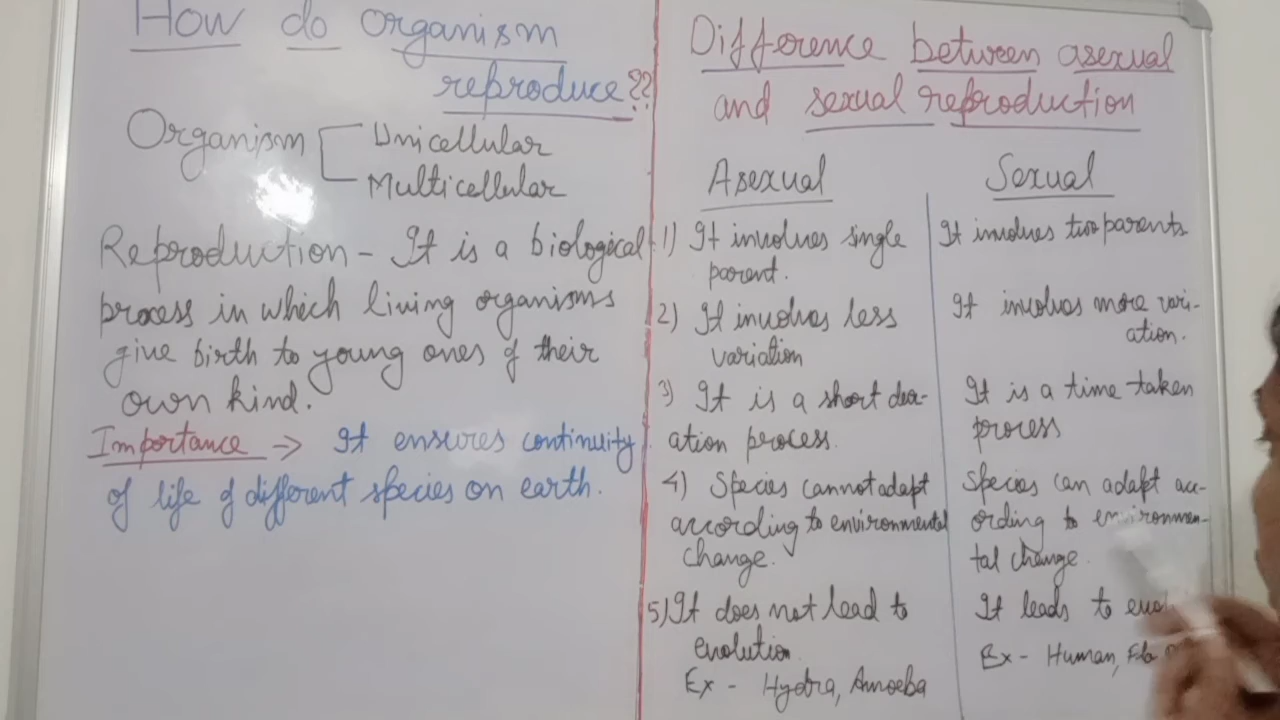 How do organism
reproduce??
Organism
Unicellular
Multicellular
Reproduction - It is a biological
process in which living organisms
give birth to young ones of their
own kind.
Importance → It ensures continuity
of life of different species on earth.
Difference between asexual
and sexual reproduction
Asexual
1) It involves single
parent.
2) It involves less
variation
3) It is a short dur-
ation process.
4) Species cannot adapt
according to environmental
change.
5) It does not lead to
evolution.
Ex - Hydra, Amoeba
Sexual
It involves two parents
It involves more vari-
ation.
It is a time taken
process
Species can adapt acc-
ording to environmen-
tal change.
It leads to
Ex - Human,